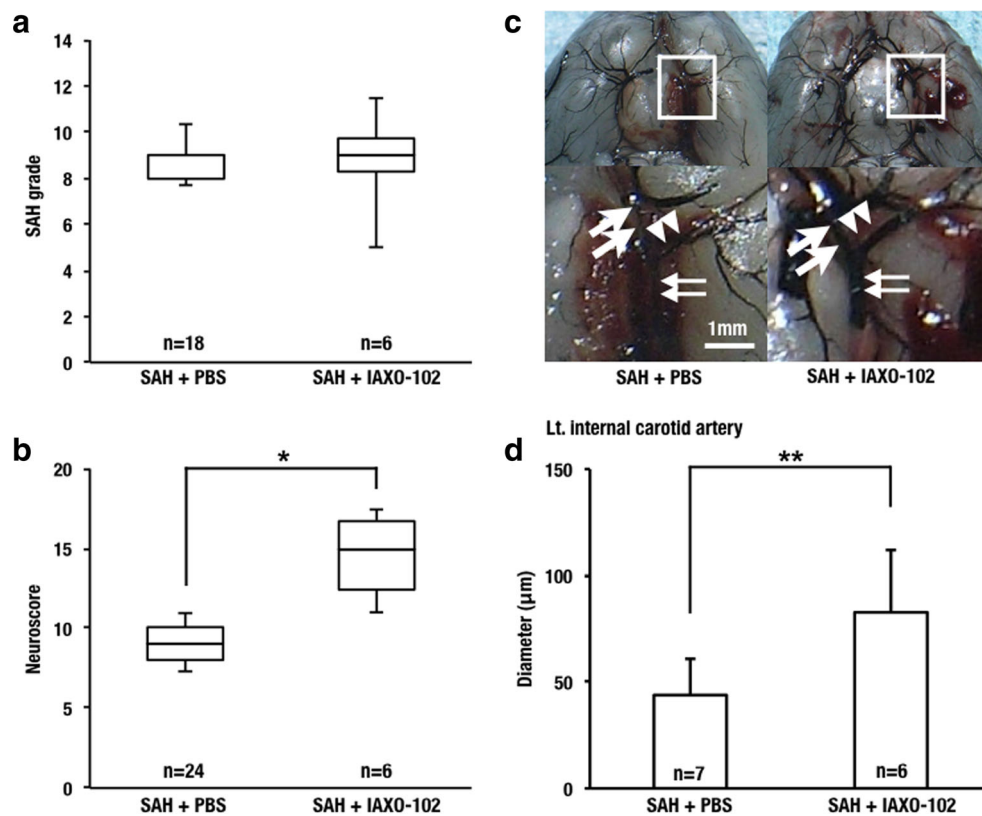 a
14
12
10
8
6
4
2
0
SAH grade
n=18
n=6
SAH + PBS
SAH + IAXO-102
c
1mm
SAH + PBS
SAH + IAXO-102
b
20
15
10
5
0
Neuroscore
*
n=24
n=6
SAH + PBS
SAH + IAXO-102
Lt. internal carotid artery
d
150
100
50
0
Diameter (µm)
**
n=7
n=6
SAH + PBS
SAH + IAXO-102